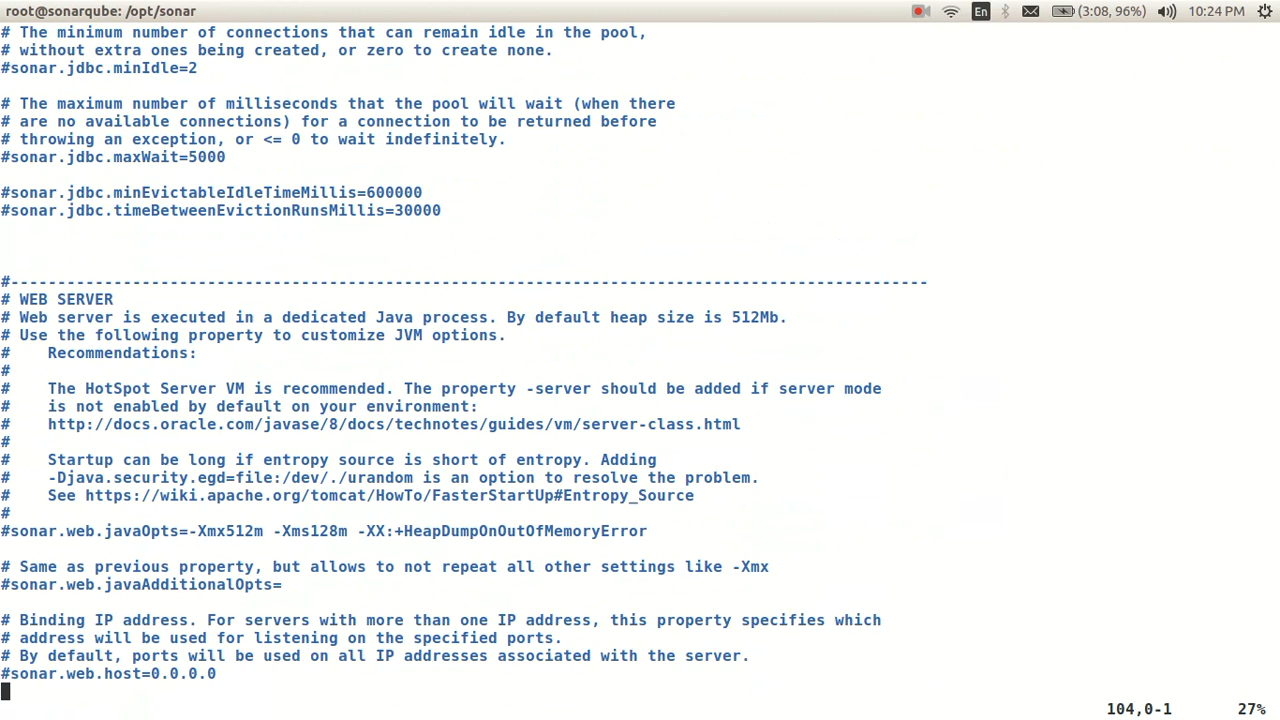 root@sonarqube: /opt/sonar
En
(3:08, 96%)
10:24 PM
# The minimum number of connections that can remain idle in the pool,
# without extra ones being created, or zero to create none.
#sonar.jdbc.minIdle=2
# The maximum number of milliseconds that the pool will wait (when there
# are no available connections) for a connection to be returned before
# throwing an exception, or <= 0 to wait indefinitely.
#sonar.jdbc.maxWait=5000
#sonar.jdbc.minEvictableIdleTimeMillis=600000
#sonar.jdbc.timeBetweenEvictionRunsMillis=30000
#--------------------------------------------------------------------------------------------------
# WEB SERVER
# Web server is executed in a dedicated Java process. By default heap size is 512Mb.
# Use the following property to customize JVM options.
#    Recommendations:
#
#    The HotSpot Server VM is recommended. The property -server should be added if server mode
#    is not enabled by default on your environment:
#    http://docs.oracle.com/javase/8/docs/technotes/guides/vm/server-class.html
#
#    Startup can be long if entropy source is short of entropy. Adding
#    -Djava.security.egd=file:/dev/./urandom is an option to resolve the problem.
#    See https://wiki.apache.org/tomcat/HowTo/FasterStartUp#Entropy_Source
#
#sonar.web.javaOpts=-Xmx512m -Xms128m -XX:+HeapDumpOnOutOfMemoryError
# Same as previous property, but allows to not repeat all other settings like -Xmx
#sonar.web.javaAdditionalOpts=
# Binding IP address. For servers with more than one IP address, this property specifies which
# address will be used for listening on the specified ports.
# By default, ports will be used on all IP addresses associated with the server.
#sonar.web.host=0.0.0.0
104,0-1
27%